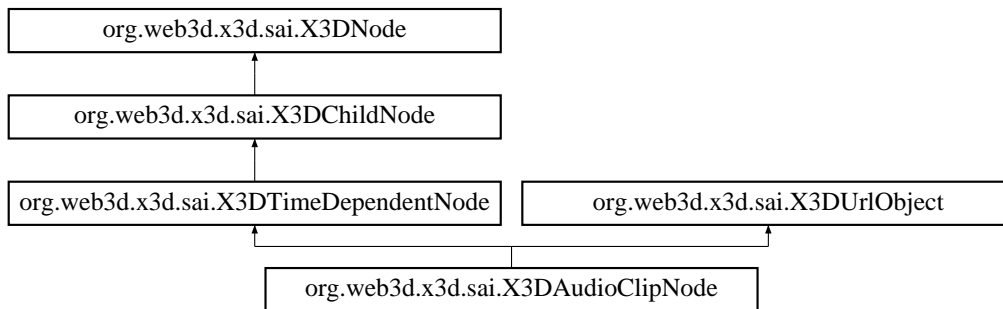 org.web3d.x3d.sai.X3DNode
org.web3d.x3d.sai.X3DChildNode
org.web3d.x3d.sai.X3DTimeDependentNode
org.web3d.x3d.sai.X3DUrlObject
org.web3d.x3d.sai.X3DAudioClipNode